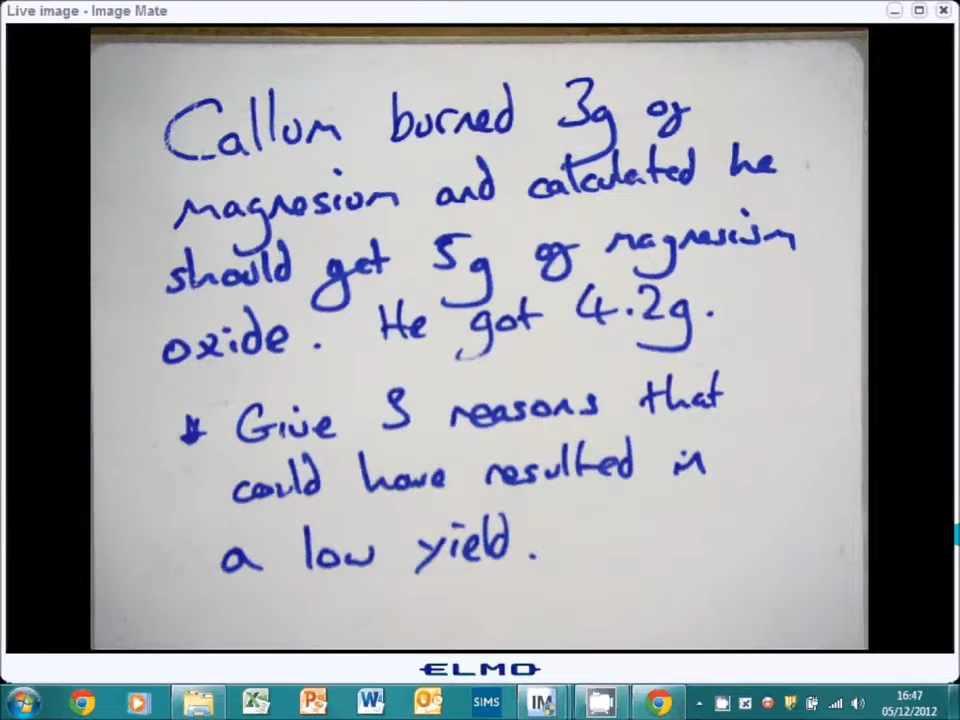 Live image - Image Mate
Callum burned 3g of
magnesium and calculated he
should get 5g of magnesium
oxide. He got 4.2g.
* Give 3 reasons that
could have resulted in
a low yield.
ELMO
SIMS
IM
16:47
05/12/2012